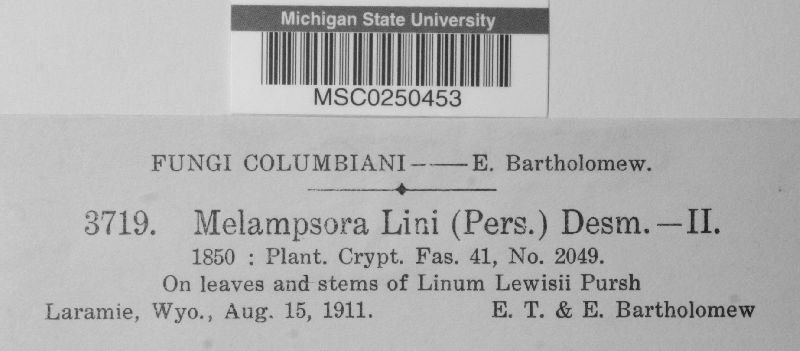 Michigan State University
MSC0250453
FUNGI COLUMBIANI—E. Bartholomew.
3719. Melampsora Lini (Pers.) Desm.—II.
1850 : Plant. Crypt. Fas. 41, No. 2049.
On leaves and stems of Linum Lewisii Pursh
Laramie, Wyo., Aug. 15, 1911. E. T. & E. Bartholomew